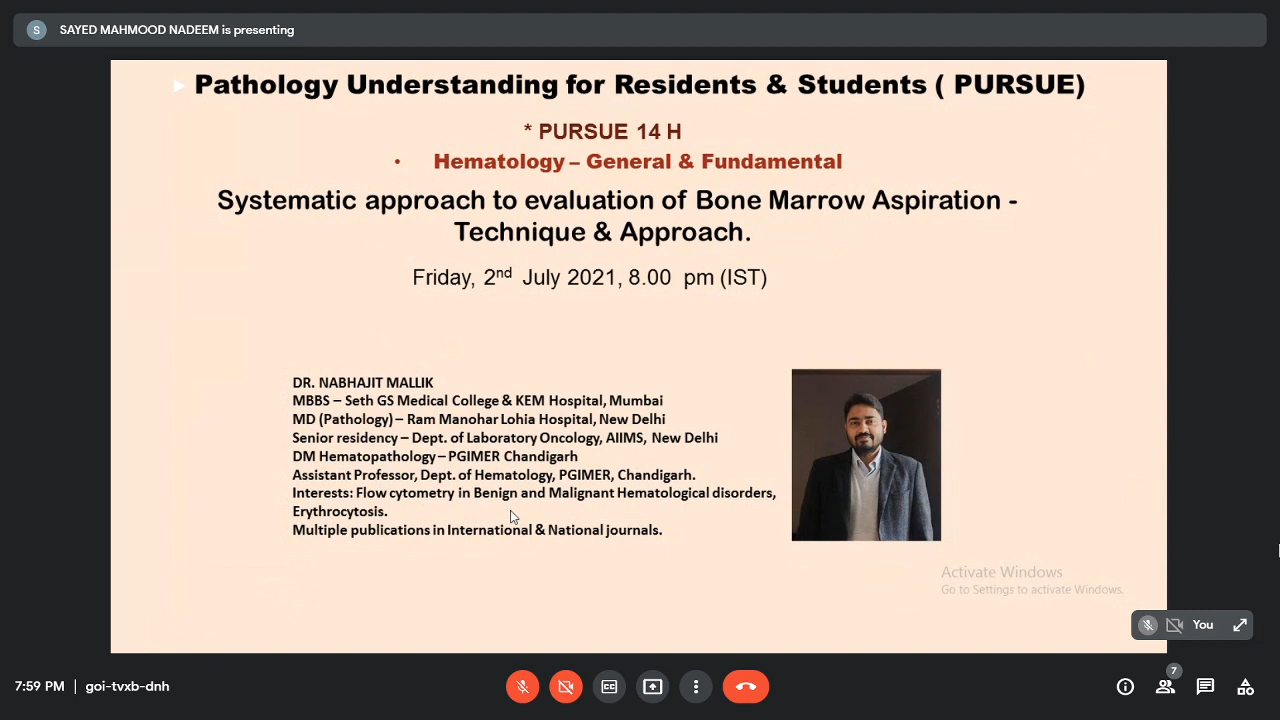 S SAYED MAHMOOD NADEEM is presenting
Pathology Understanding for Residents & Students ( PURSUE)
* PURSUE 14 H
• Hematology – General & Fundamental
Systematic approach to evaluation of Bone Marrow Aspiration -
Technique & Approach.
Friday, 2nd July 2021, 8.00 pm (IST)
DR. NABHAJIT MALLIK
MBBS – Seth GS Medical College & KEM Hospital, Mumbai
MD (Pathology) – Ram Manohar Lohia Hospital, New Delhi
Senior residency – Dept. of Laboratory Oncology, AIIMS, New Delhi
DM Hematopathology – PGIMER Chandigarh
Assistant Professor, Dept. of Hematology, PGIMER, Chandigarh.
Interests: Flow cytometry in Benign and Malignant Hematological disorders,
Erythrocytosis.
Multiple publications in International & National journals.
Activate Windows
Go to Settings to activate Windows.
You
7:59 PM | goi-tvxb-dnh
CC
7